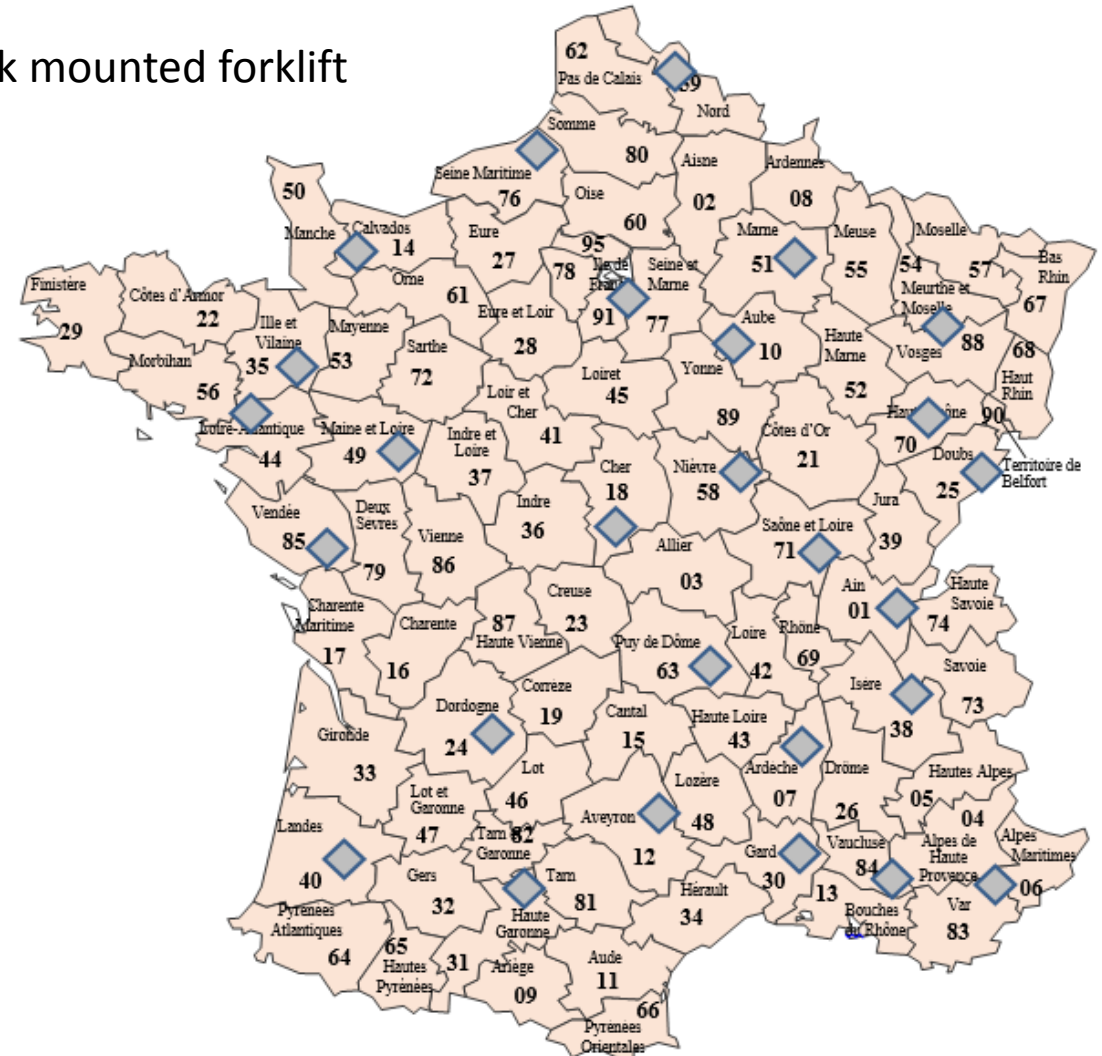 k mounted forklift
62
Pas de Calais
59
Nord
Somme
80
Aisne
02
Ardennes
08
Seine Maritime
76
Oise
60
50
Manche
Calvados
14
Eure
27
95
78
Ile de
France
91
Seine et
Marne
77
Marne
51
Meuse
55
54
Meurthe et
Moselle
Moselle
57
Bas
Rhin
67
Orne
61
Finistére
29
Côtes d'Armor
22
Ille et
Vilaine
35
Mayenne
53
Sarthe
72
Eure et Loir
28
Aube
10
Haute
Marne
52
Vosges
88
68
Haut
Rhin
Morbihan
56
Loiret
45
Yonne
89
Loir et
Cher
41
Côtes d'Or
21
70
90
Territoire de
Belfort
Doubs
25
Loire-Atlantique
44
Maine et Loire
49
Indre et
Loire
37
Cher
18
Nièvre
58
Jura
39
Vendée
85
Deux
Sevres
79
Vienne
86
Indre
36
Allier
03
Saône et Loire
71
Ain
01
Haute
Savoie
74
Charente
Maritime
17
Charente
16
87
Haute Vienne
Creuse
23
Puy de Dôme
63
Loire
42
Rhône
69
Isère
38
Savoie
73
Dordogne
24
Corrèze
19
Cantal
15
Haute Loire
43
Ardèche
07
Drôme
26
Hautes Alpes
05
Gironde
33
Lot
46
Lot et
Garonne
47
Tarn
82
Garonne
Aveyron
12
Lozère
48
04
Alpes de
Haute
Provence
Alpes
Maritimes
06
Landes
40
Gers
32
Tarn
81
Gard
30
Vaucluse
84
13
Bouches
du Rhône
Var
83
Pyrénées
Atlantiques
64
65
Hautes
Pyrénées
Haute
Garonne
31
Hérault
34
Ariège
09
Aude
11
66
Pyrénées
Orientales